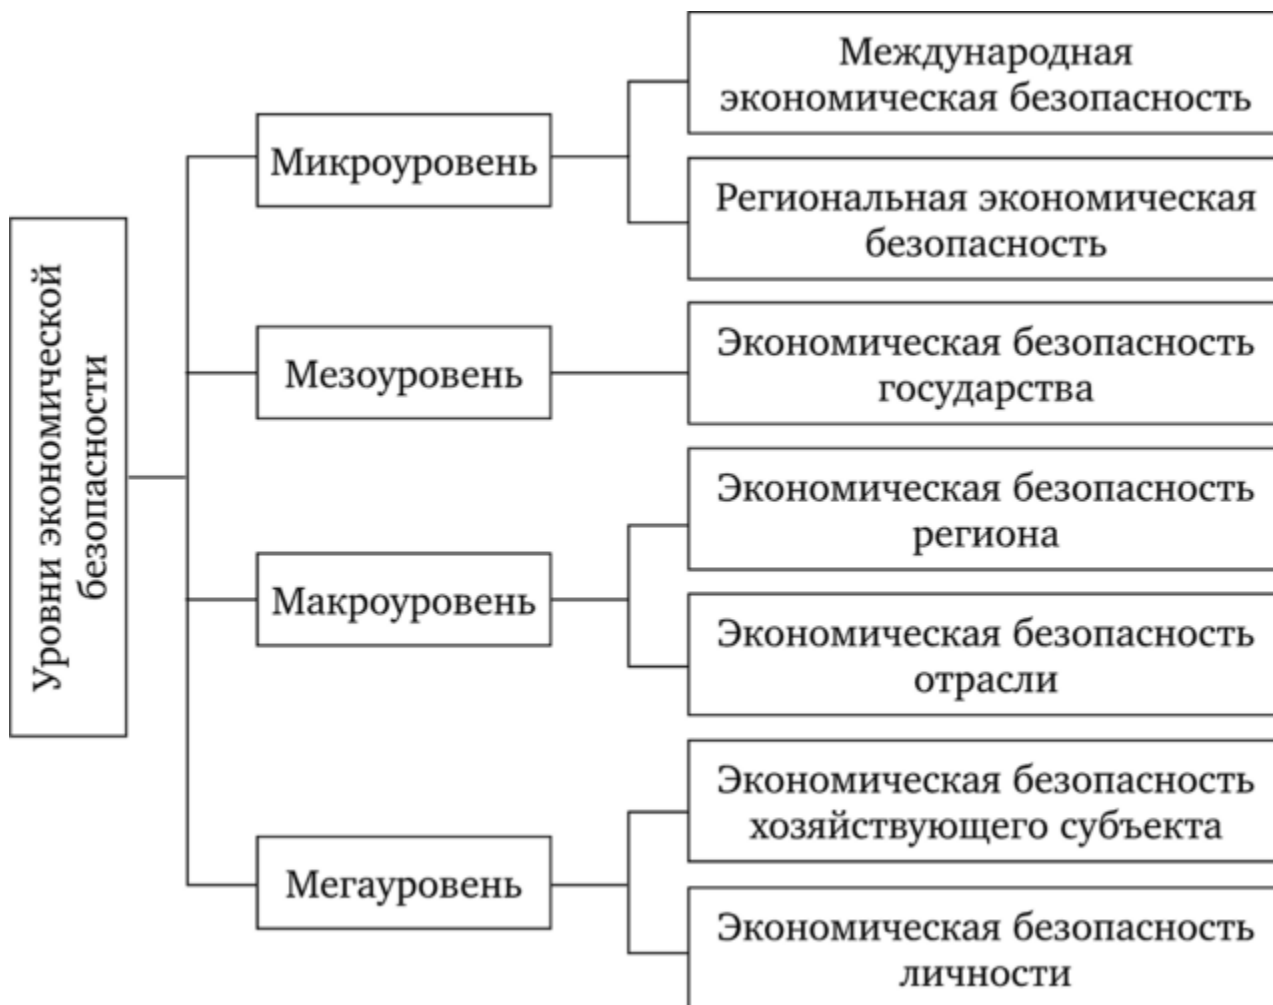 Уровни экономической
безопасности
Микроуровень
Международная
экономическая безопасность
Региональная экономическая
безопасность
Мезоуровень
Экономическая безопасность
государства
Макроуровень
Экономическая безопасность
региона
Экономическая безопасность
отрасли
Мегауровень
Экономическая безопасность
хозяйствующего субъекта
Экономическая безопасность
личности